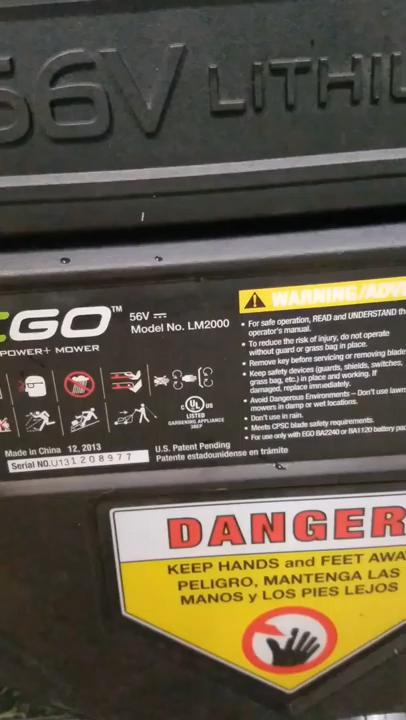 56V LITHIU
EGO™
POWER+ MOWER
56V ⎓
Model No. LM2000
C UL US
LISTED
GARDENING APPLIANCE
38EP
Made in China 12, 2013
Serial NO.U131208977
U.S. Patent Pending
Patente estadounidense en trámite
WARNING/ADVE
• For safe operation, READ and UNDERSTAND the
operator's manual.
• To reduce the risk of injury, do not operate
without guard or grass bag in place.
• Remove key before servicing or removing blade
• Keep safety devices (guards, shields, switches,
grass bag, etc.) in place and working. If
damaged, replace immediately.
• Avoid Dangerous Environments – Don't use lawn
mowers in damp or wet locations.
• Don't use in rain.
• Meets CPSC blade safety requirements.
• For use only with EGO BA2240 or BA1120 battery pac
DANGER
KEEP HANDS and FEET AWA
PELIGRO, MANTENGA LAS
MANOS y LOS PIES LEJOS